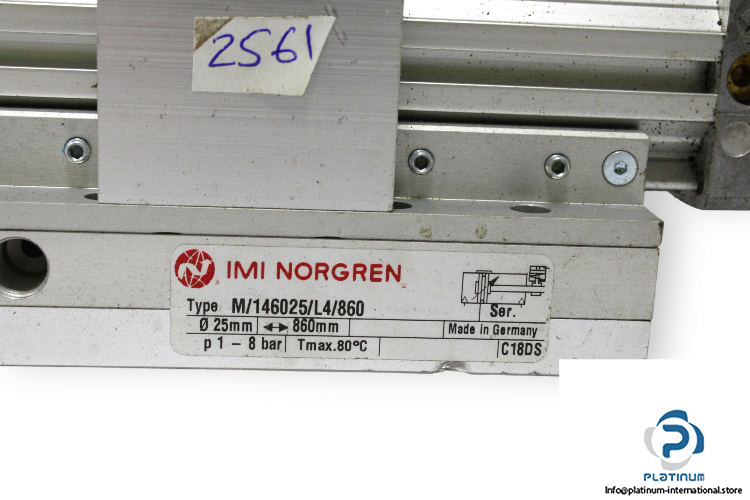 2561
IMI NORGREN
Type M/146025/L4/860
Ser.
Ø 25mm 860mm Made in Germany
p 1 - 8 bar Tmax.80°C C18DS
PLATINUM
Info@platinum-international.store